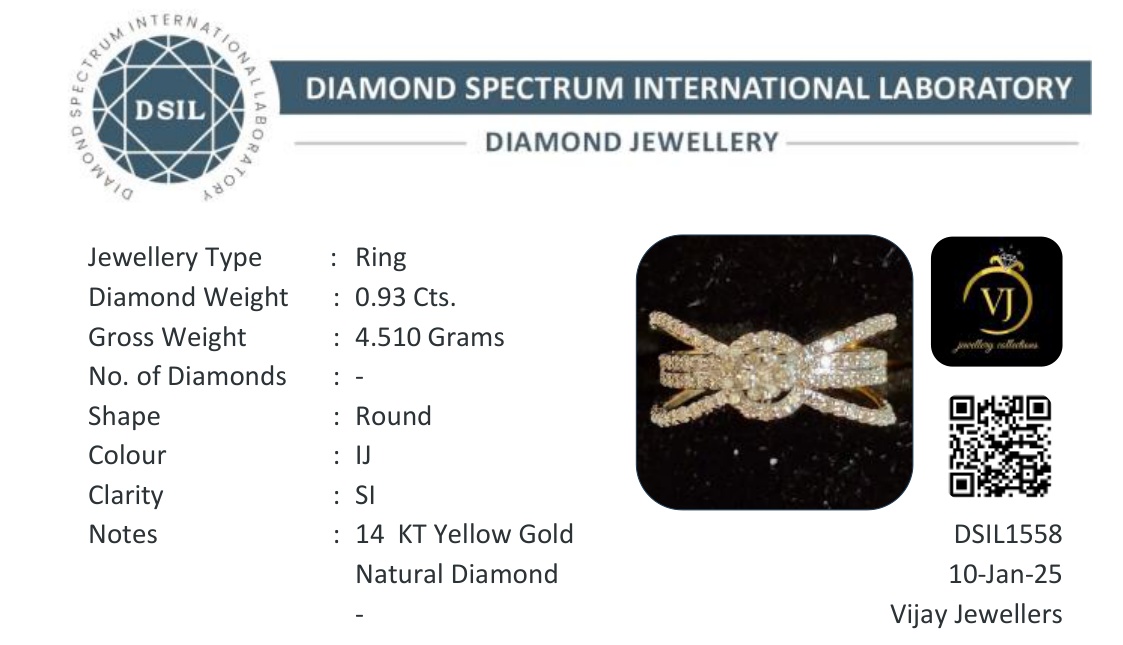 DIAMOND SPECTRUM INTERNATIONAL LABORATORY
DSIL
DIAMOND SPECTRUM INTERNATIONAL LABORATORY
DIAMOND JEWELLERY
Jewellery Type : Ring
Diamond Weight : 0.93 Cts.
Gross Weight : 4.510 Grams
No. of Diamonds : -
Shape : Round
Colour : IJ
Clarity : SI
Notes : 14 KT Yellow Gold
Natural Diamond
-
VJ
jewellery collections
DSIL1558
10-Jan-25
Vijay Jewellers